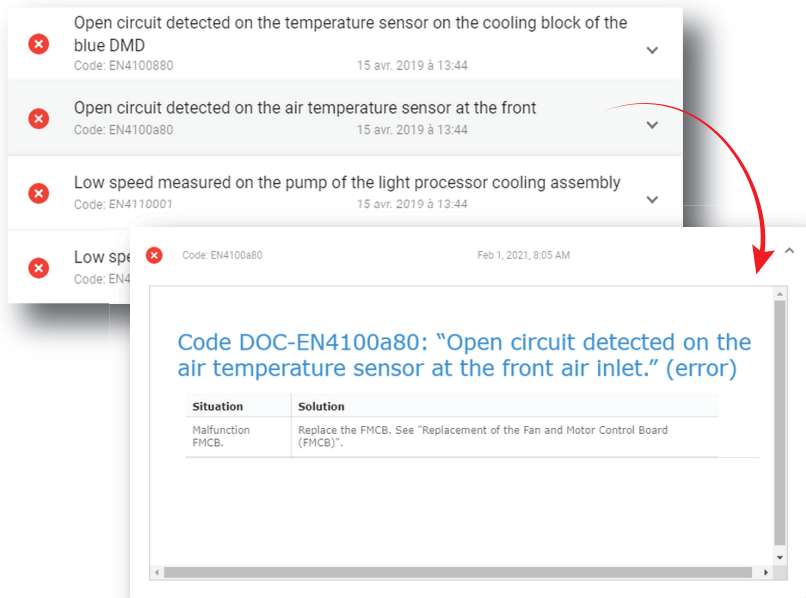 Open circuit detected on the temperature sensor on the cooling block of the
blue DMD
Code: EN4100880
15 avr. 2019 à 13:44
Open circuit detected on the air temperature sensor at the front
Code: EN4100a80
15 avr. 2019 à 13:44
Low speed measured on the pump of the light processor cooling assembly
Code: EN4110001
15 avr. 2019 à 13:44
Low spe
Code: EN4
Code: EN4100a80
Feb 1, 2021, 8:05 AM
Code DOC-EN4100a80: “Open circuit detected on the
air temperature sensor at the front air inlet.” (error)
Situation Solution
Malfunction Replace the FMCB. See "Replacement of the Fan and Motor Control Board
FMCB. (FMCB)".